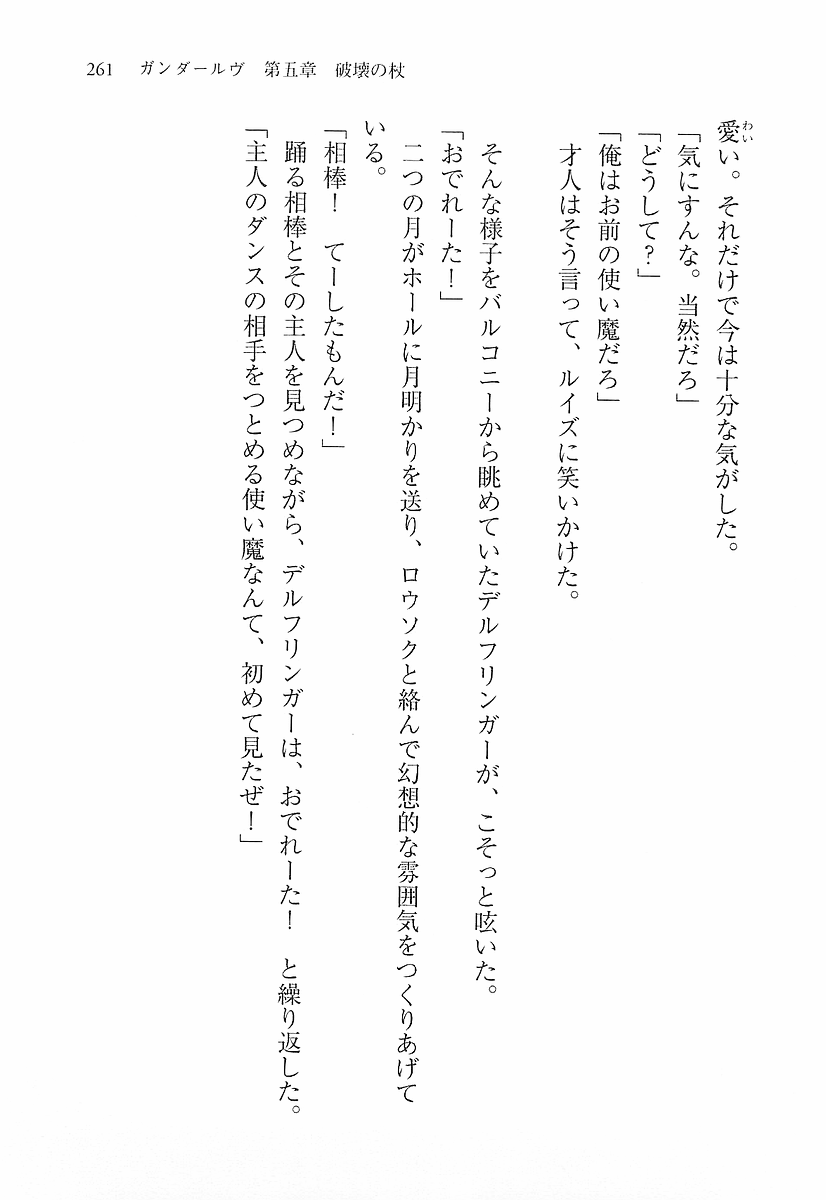 261　ガンダールヴ　第五章　破壊の杖
愛い。それだけで今は十分な気がした。
「気にすんな。当然だろ」
「どうして？」
「俺はお前の使い魔だろ」
　才人はそう言って、ルイズに笑いかけた。
　そんな様子をバルコニーから眺めていたデルフリンガーが、こそっと呟いた。
「おでれーた！」
　二つの月がホールに月明かりを送り、ロウソクと絡んで幻想的な雰囲気をつくりあげて
いる。
「相棒！　てーしたもんだ！」
　踊る相棒とその主人を見つめながら、デルフリンガーは、おでれーた！　と繰り返した。
「主人のダンスの相手をつとめる使い魔なんて、初めて見たぜ！」
わい